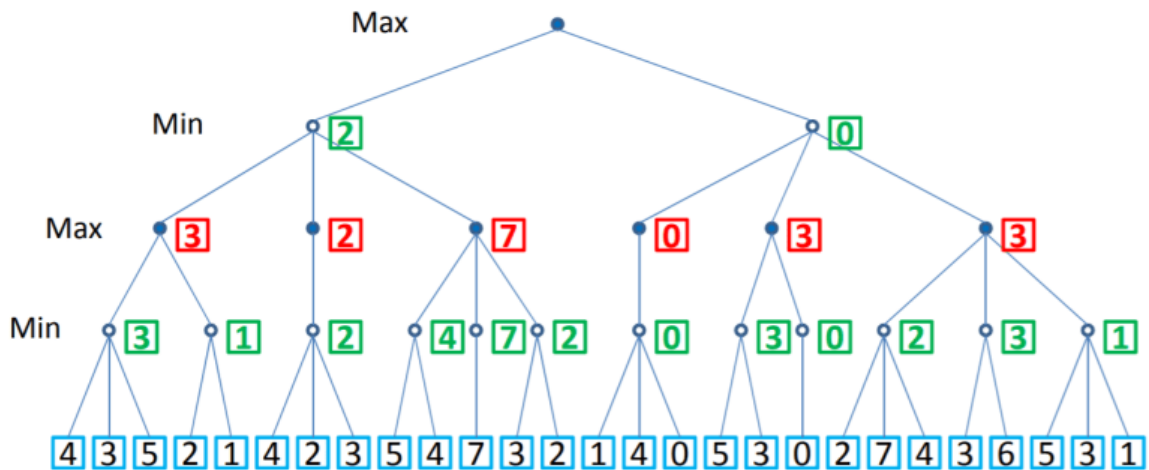 Max
Min 2 0
Max 3 2 7 0 3 3
Min 3 1 2 4 7 2 0 3 0 2 3 1
4 3 5 2 1 4 2 3 5 4 7 3 2 1 4 0 5 3 0 2 7 4 3 6 5 3 1